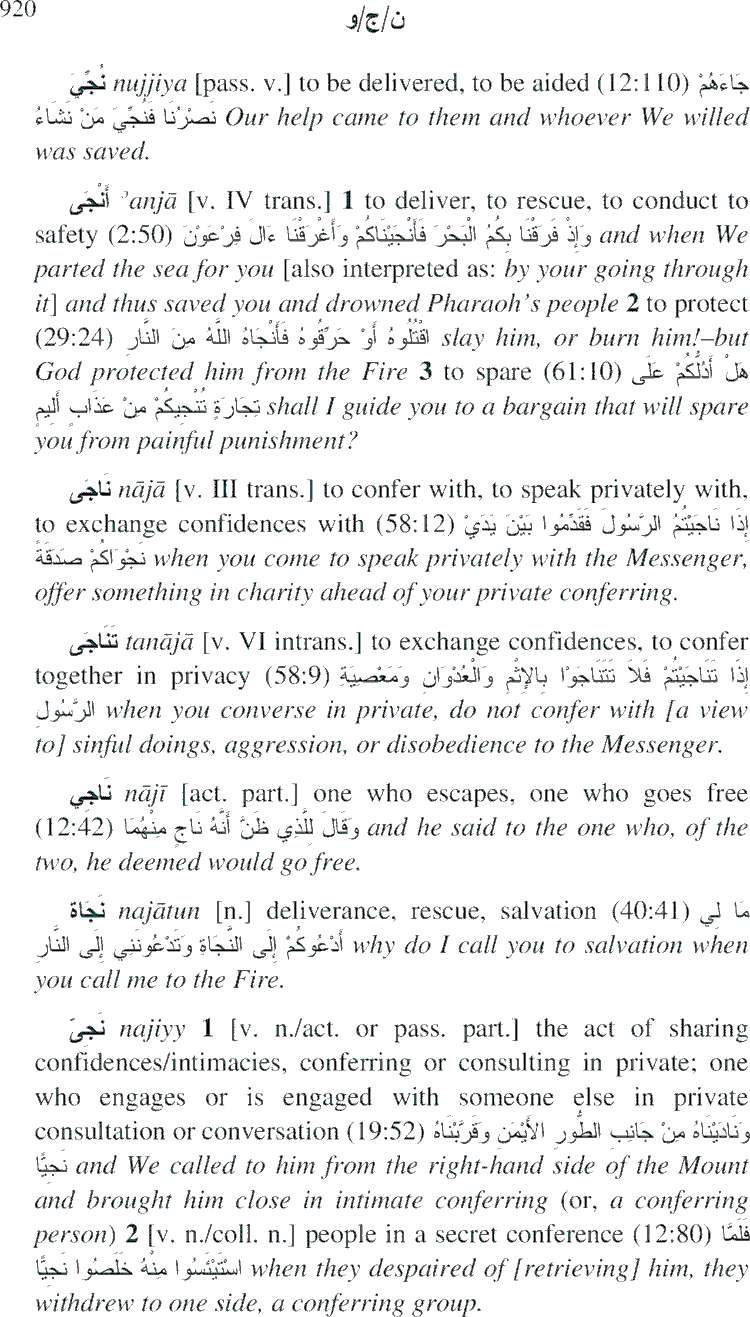 920
ن/ج/و
نُجِّيَ nujjiya [pass. v.] to be delivered, to be aided (12:110) جَاءَهُمْ
نَصْرُنَا فَنُجِّيَ مَنْ نَشَاءُ Our help came to them and whoever We willed
was saved.
أَنْجَى ʾanjā [v. IV trans.] 1 to deliver, to rescue, to conduct to
safety (2:50) وَإِذْ فَرَقْنَا بِكُمُ الْبَحْرَ فَأَنْجَيْنَاكُمْ وَأَغْرَقْنَا ءَالَ فِرْعَوْنَ and when We
parted the sea for you [also interpreted as: by your going through
it] and thus saved you and drowned Pharaoh's people 2 to protect
(29:24) اقْتُلُوهُ أَوْ حَرِّقُوهُ فَأَنْجَاهُ اللَّهُ مِنَ النَّارِ slay him, or burn him!–but
God protected him from the Fire 3 to spare (61:10) هَلْ أَدُلُّكُمْ عَلَى
تِجَارَةٍ تُنْجِيكُمْ مِنْ عَذَابٍ أَلِيمٍ shall I guide you to a bargain that will spare
you from painful punishment?
نَاجَى nājā [v. III trans.] to confer with, to speak privately with,
to exchange confidences with (58:12) إِذَا نَاجَيْتُمُ الرَّسُولَ فَقَدِّمُوا بَيْنَ يَدَيْ
نَجْوَاكُمْ صَدَقَةً when you come to speak privately with the Messenger,
offer something in charity ahead of your private conferring.
تَنَاجَى tanājā [v. VI intrans.] to exchange confidences, to confer
together in privacy (58:9) إِذَا تَنَاجَيْتُمْ فَلاَ تَتَنَاجَوْا بِالإِثْمِ وَالْعُدْوَانِ وَمَعْصِيَةِ
الرَّسُولِ when you converse in private, do not confer with [a view
to] sinful doings, aggression, or disobedience to the Messenger.
نَاجِي nājī [act. part.] one who escapes, one who goes free
(12:42) وَقَالَ لِلَّذِي ظَنَّ أَنَّهُ نَاجٍ مِنْهُمَا and he said to the one who, of the
two, he deemed would go free.
نَجَاة najātun [n.] deliverance, rescue, salvation (40:41) مَا لِي
أَدْعُوكُمْ إِلَى النَّجَاةِ وَتَدْعُونَنِي إِلَى النَّارِ why do I call you to salvation when
you call me to the Fire.
نَجِيّ najiyy 1 [v. n./act. or pass. part.] the act of sharing
confidences/intimacies, conferring or consulting in private; one
who engages or is engaged with someone else in private
consultation or conversation (19:52) وَنَادَيْنَاهُ مِنْ جَانِبِ الطُّورِ الأَيْمَنِ وَقَرَّبْنَاهُ
نَجِيًّا and We called to him from the right-hand side of the Mount
and brought him close in intimate conferring (or, a conferring
person) 2 [v. n./coll. n.] people in a secret conference (12:80) فَلَمَّا
اسْتَيْئَسُوا مِنْهُ خَلَصُوا نَجِيًّا when they despaired of [retrieving] him, they
withdrew to one side, a conferring group.